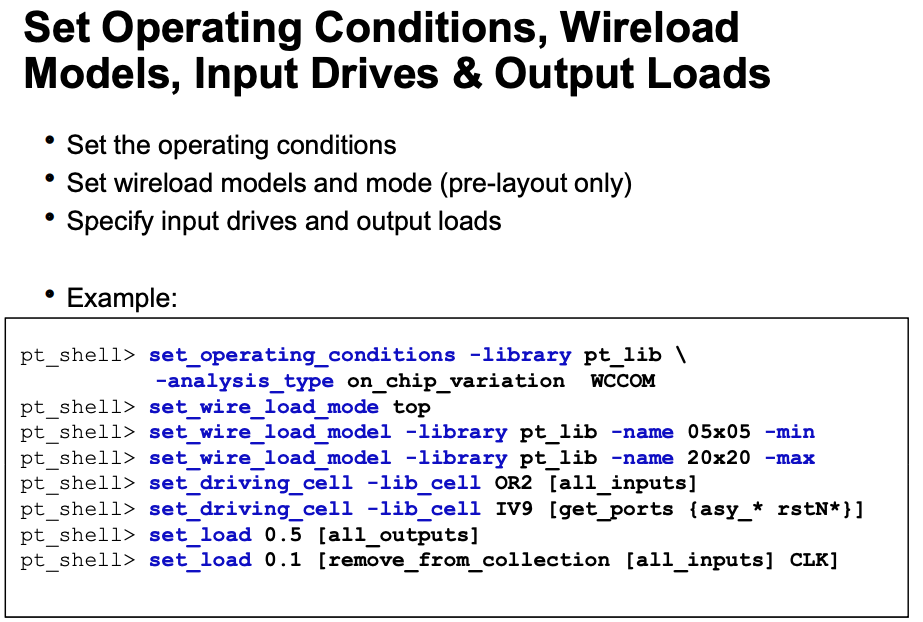 Set Operating Conditions, Wireload
Models, Input Drives & Output Loads
• Set the operating conditions
• Set wireload models and mode (pre-layout only)
• Specify input drives and output loads
• Example:
pt_shell> set_operating_conditions -library pt_lib \
-analysis_type on_chip_variation  WCCOM
pt_shell> set_wire_load_mode top
pt_shell> set_wire_load_model -library pt_lib -name 05x05 -min
pt_shell> set_wire_load_model -library pt_lib -name 20x20 -max
pt_shell> set_driving_cell -lib_cell OR2 [all_inputs]
pt_shell> set_driving_cell -lib_cell IV9 [get_ports {asy_* rstN*}]
pt_shell> set_load 0.5 [all_outputs]
pt_shell> set_load 0.1 [remove_from_collection [all_inputs] CLK]